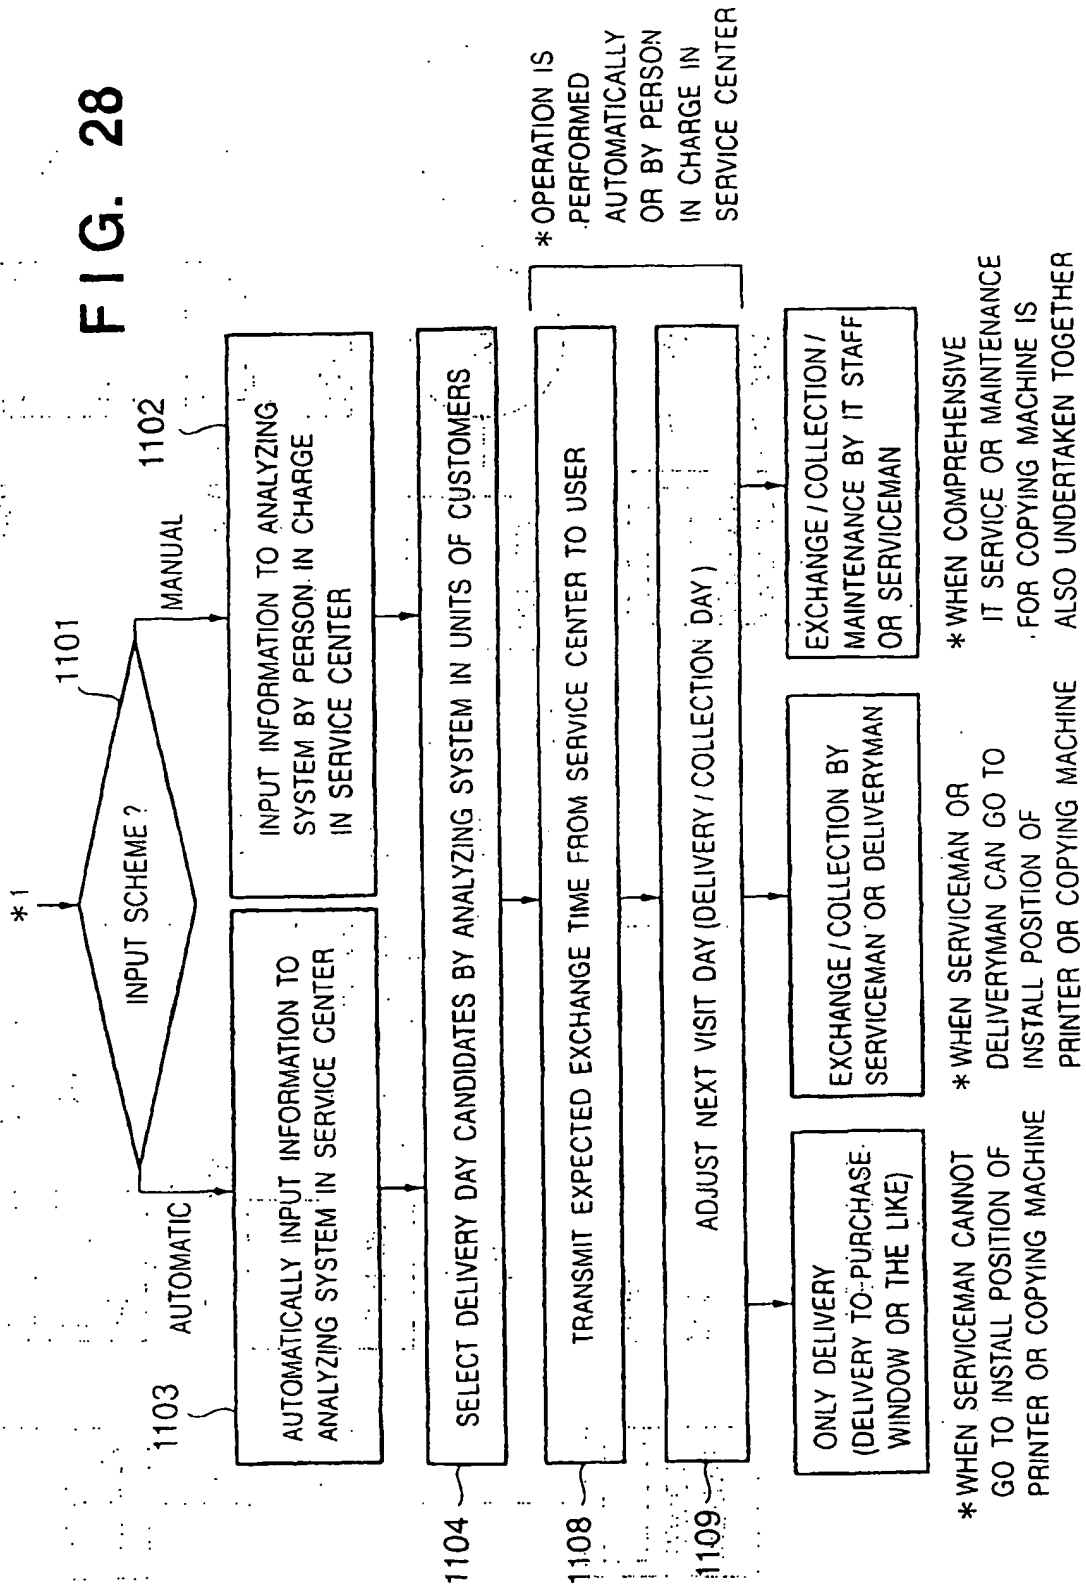 FIG. 28
*1
1101
INPUT SCHEME ?
AUTOMATIC
MANUAL
1103
AUTOMATICALLY INPUT INFORMATION TO
ANALYZING SYSTEM IN SERVICE CENTER
1102
INPUT INFORMATION TO ANALYZING
SYSTEM BY PERSON IN CHARGE
IN SERVICE CENTER
1104
SELECT DELIVERY DAY CANDIDATES BY ANALYZING SYSTEM IN UNITS OF CUSTOMERS
1108
TRANSMIT EXPECTED EXCHANGE TIME FROM SERVICE CENTER TO USER
1109
ADJUST NEXT VISIT DAY (DELIVERY / COLLECTION DAY)
* OPERATION IS
PERFORMED
AUTOMATICALLY
OR BY PERSON
IN CHARGE IN
SERVICE CENTER
ONLY DELIVERY
(DELIVERY TO PURCHASE
WINDOW OR THE LIKE)
* WHEN SERVICEMAN CANNOT
GO TO INSTALL POSITION OF
PRINTER OR COPYING MACHINE
EXCHANGE / COLLECTION BY
SERVICEMAN OR DELIVERYMAN
* WHEN SERVICEMAN OR
DELIVERYMAN CAN GO TO
INSTALL POSITION OF
PRINTER OR COPYING MACHINE
EXCHANGE / COLLECTION /
MAINTENANCE BY IT STAFF
OR SERVICEMAN
* WHEN COMPREHENSIVE
IT SERVICE OR MAINTENANCE
FOR COPYING MACHINE IS
ALSO UNDERTAKEN TOGETHER